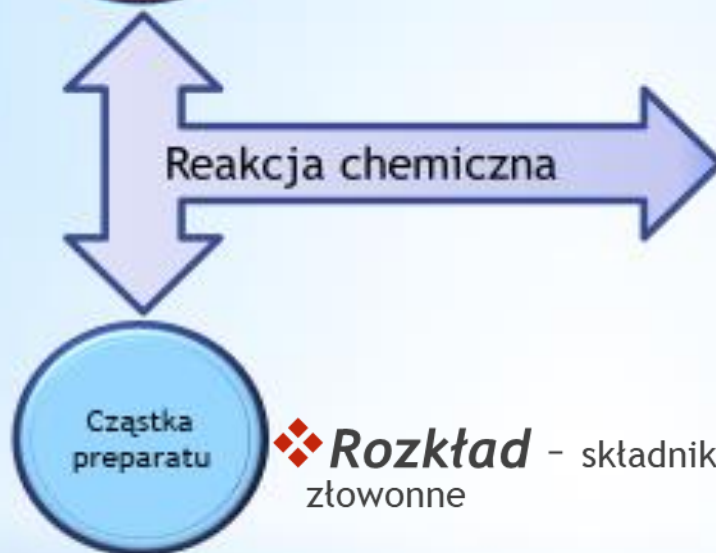 Reakcja chemiczna
Cząstka
preparatu
Rozkład – składnik
złowonne